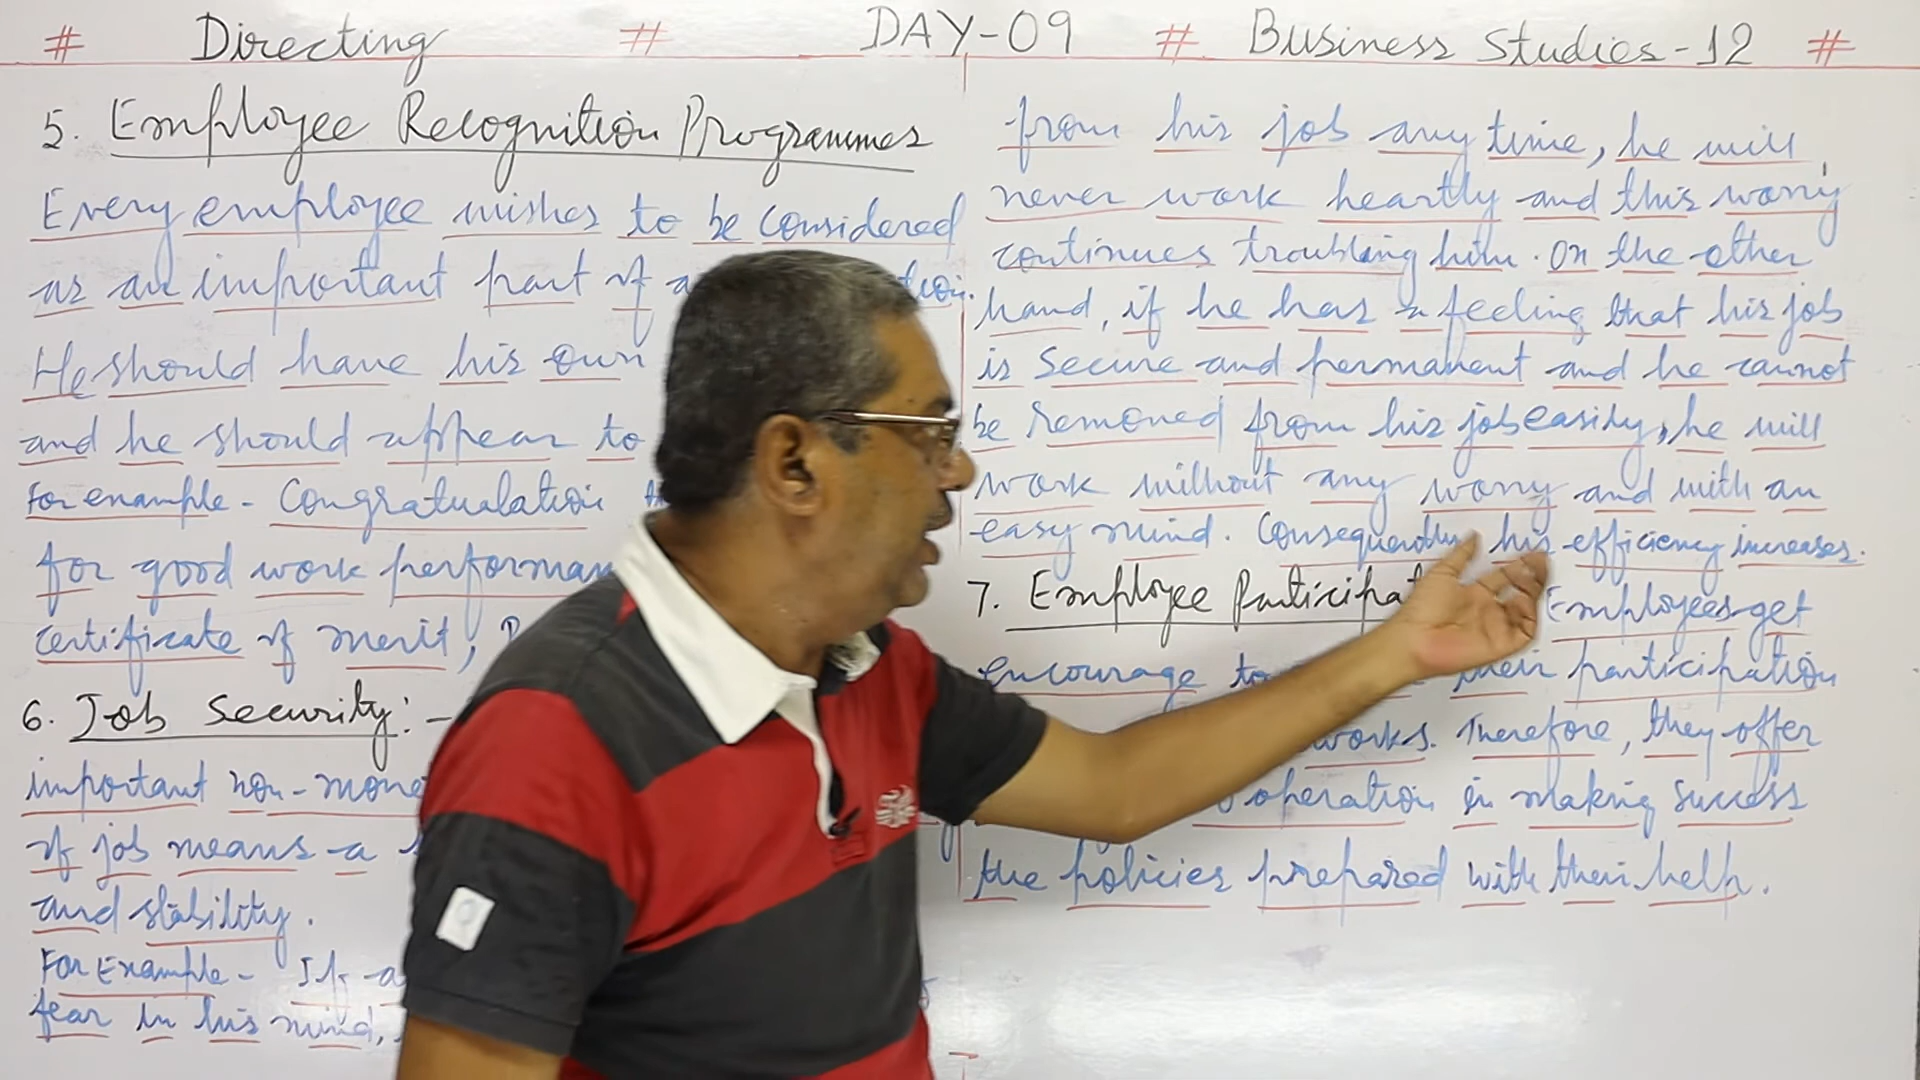 # Directing # DAY-09 # Business Studies-12 #
5. Employee Recognition Programmes
Every employee wishes to be considered
as an important part of a tion.
He should have his own
and he should appear to
For example - Congratualation
for good work performan
certificate of merit,
6. Job Security: -
important non-mone
of job means a
and stability.
For Example - If a
fear in his mind,
from his job any time, he will
never work heartly and this worry
continues troubling him. On the other
hand, if he has a feeling that his job
is secure and permanent and he cannot
be removed from his job easily, he will
work without any worry and with an
easy mind. Consequently his efficiency increases.
7. Employee Participat Employees get
encourage to their participation
works. Therefore, they offer
operation in making success
the policies prepared with their help.